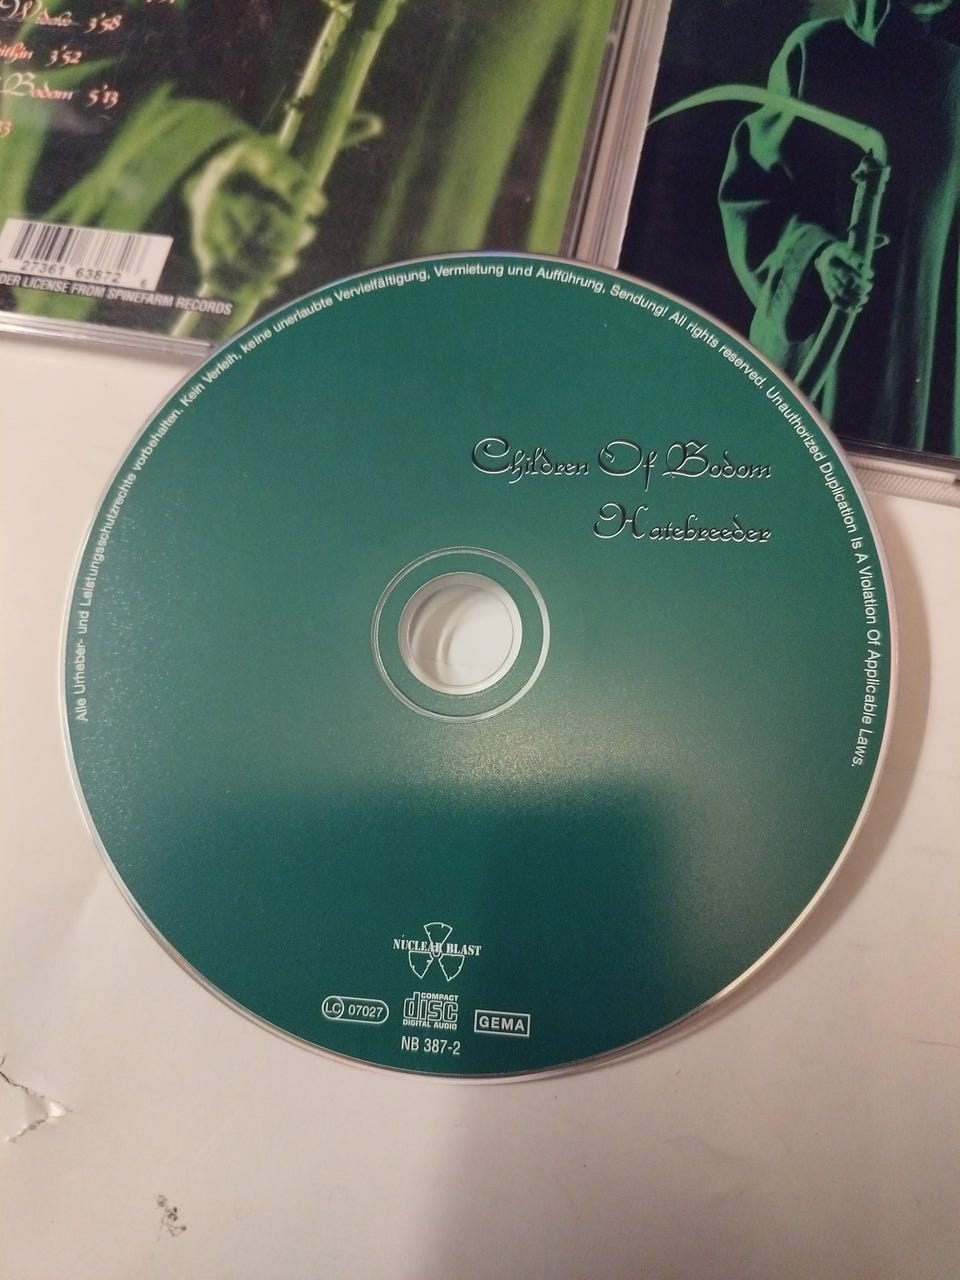 3'58
3'52
Bodom 5'13
27361 63872 6
DER LICENSE FROM SPINEFARM RECORDS
Alle Urheber- und Leistungsschutzrechte vorbehalten. Kein Verleih, keine unerlaubte Vervielfältigung, Vermietung und Aufführung, Sendung! All rights reserved. Unauthorized Duplication Is A Violation Of Applicable Laws.
Children Of Bodom
Hatebreeder
NUCLEAR BLAST
LC 07027
COMPACT
disc
DIGITAL AUDIO
GEMA
NB 387-2